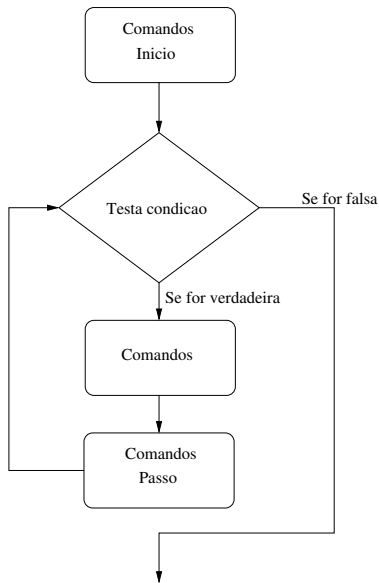 Comandos
Inicio
Testa condicao
Se for falsa
Se for verdadeira
Comandos
Comandos
Passo